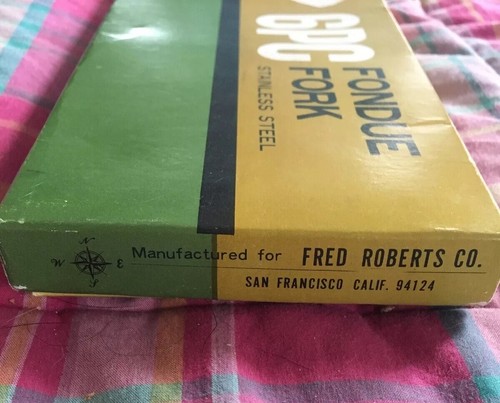 6PC
FONDUE
FORK
STAINLESS STEEL
N
W E
S
Manufactured for FRED ROBERTS CO.
SAN FRANCISCO CALIF. 94124